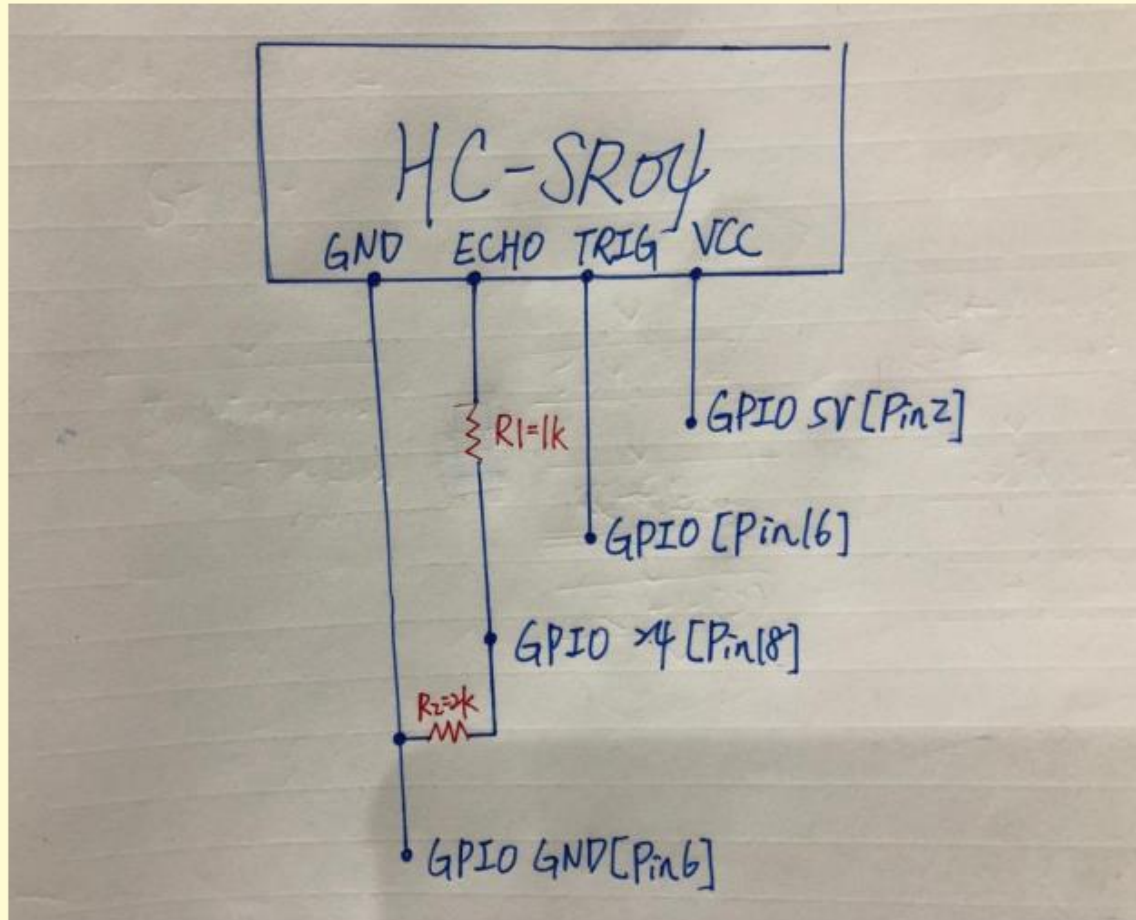 HC-SR04
GND ECHO TRIG VCC
GPIO 5V [Pin2]
R1=1k
GPIO [Pin16]
GPIO 24 [Pin18]
R2=2k
GPIO GND [Pin6]